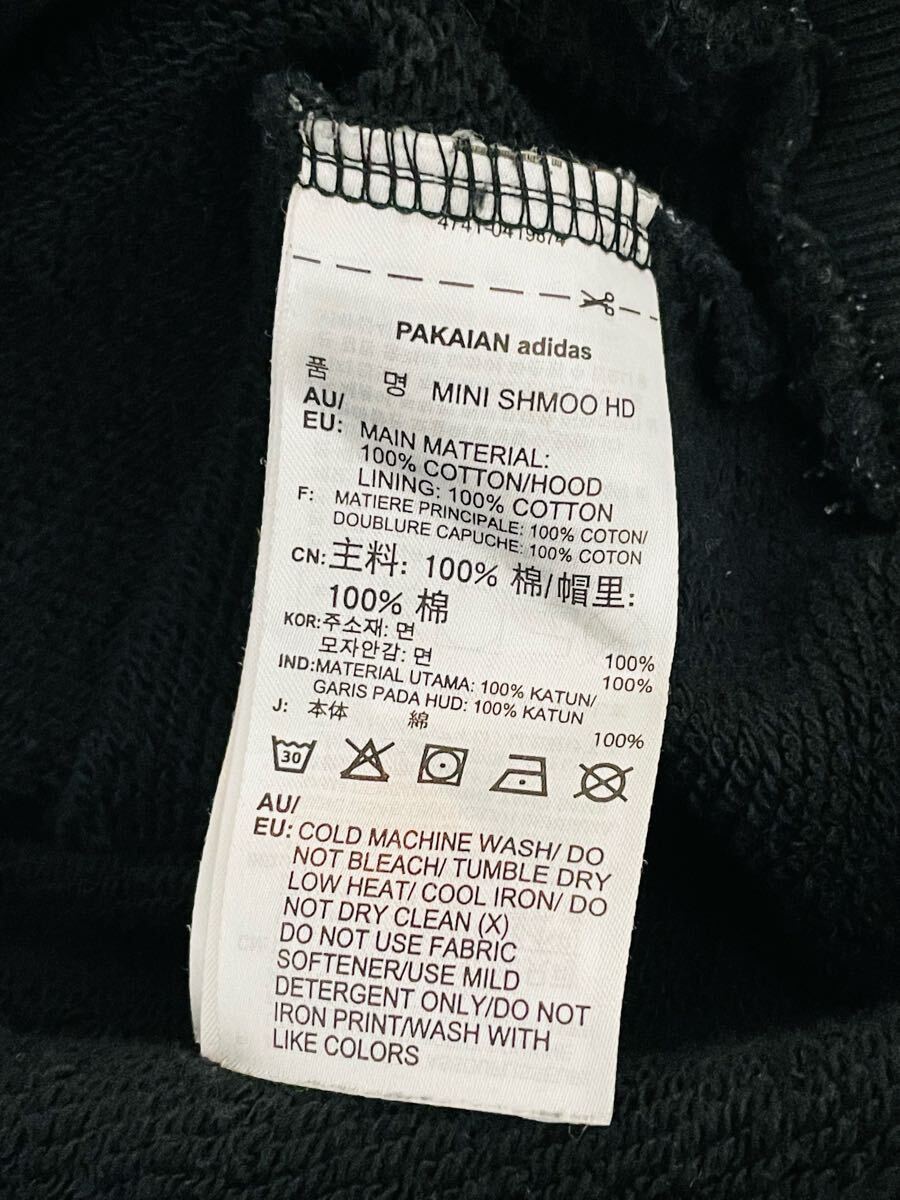 PAKAIAN adidas
품 명 MINI SHMOO HD
AU/
EU: MAIN MATERIAL:
100% COTTON/HOOD
LINING: 100% COTTON
F: MATIERE PRINCIPALE: 100% COTON/
DOUBLURE CAPUCHE: 100% COTON
CN: 主料: 100% 棉/帽里:
100% 棉
KOR: 주소재: 면 100%
모자안감: 면 100%
IND: MATERIAL UTAMA: 100% KATUN/
GARIS PADA HUD: 100% KATUN
J: 本体 綿 100%
30
AU/
EU: COLD MACHINE WASH/ DO
NOT BLEACH/ TUMBLE DRY
LOW HEAT/ COOL IRON/ DO
NOT DRY CLEAN (X)
DO NOT USE FABRIC
SOFTENER/USE MILD
DETERGENT ONLY/DO NOT
IRON PRINT/WASH WITH
LIKE COLORS